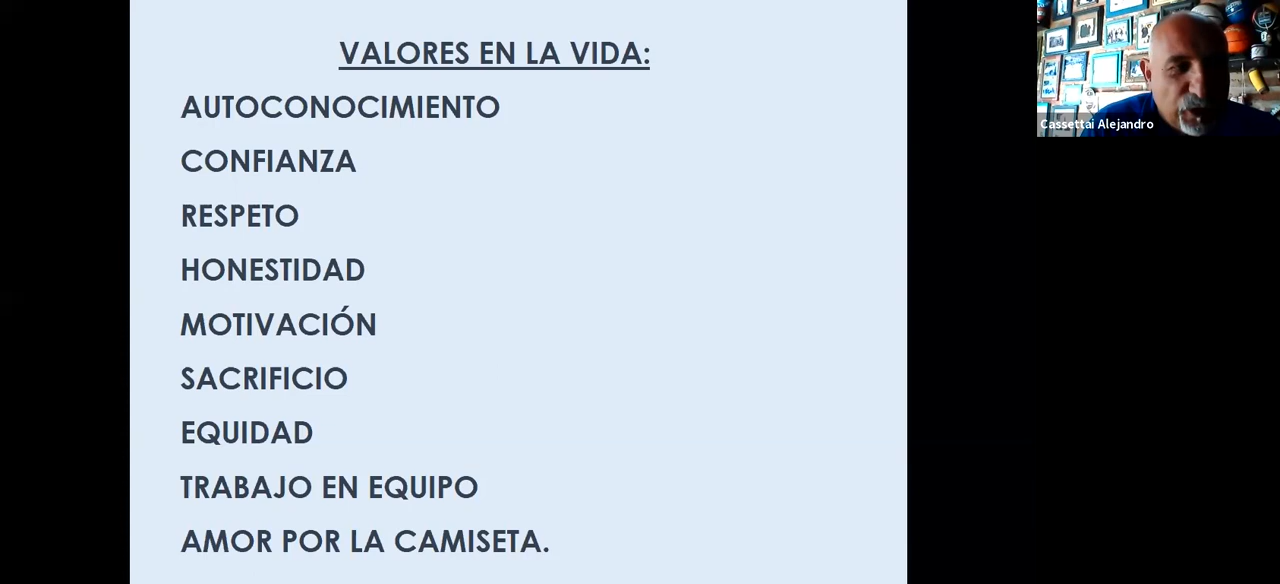 VALORES EN LA VIDA:
AUTOCONOCIMIENTO
CONFIANZA
RESPETO
HONESTIDAD
MOTIVACIÓN
SACRIFICIO
EQUIDAD
TRABAJO EN EQUIPO
AMOR POR LA CAMISETA.
Cassettai Alejandro